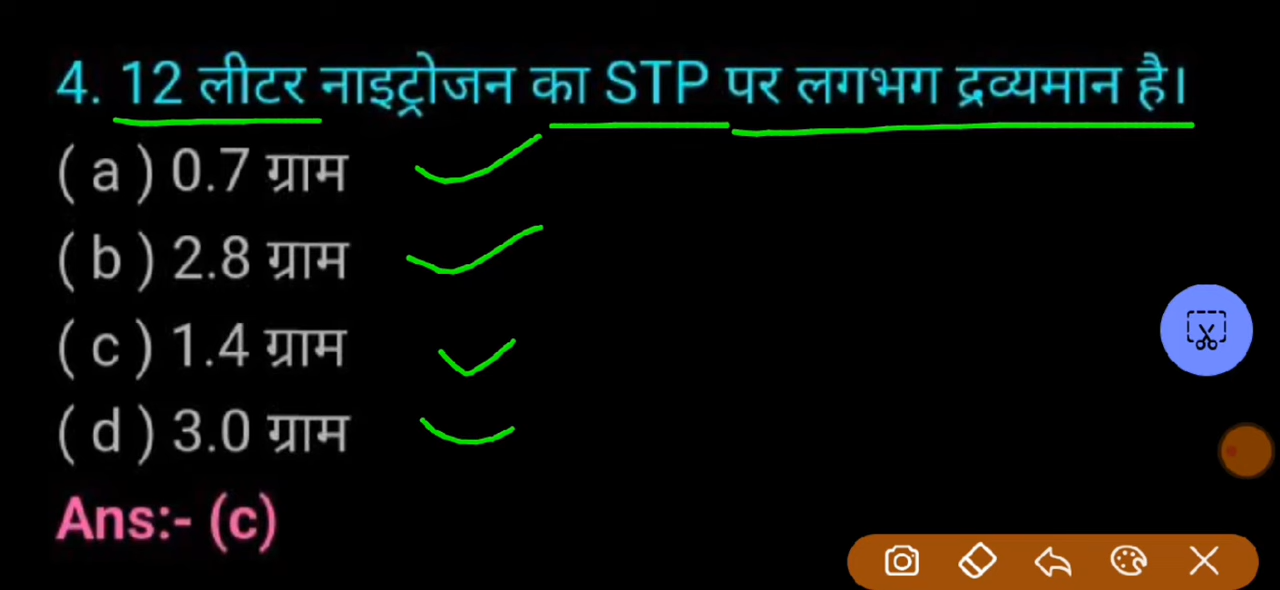 4. 12 लीटर नाइट्रोजन का STP पर लगभग द्रव्यमान है।
( a ) 0.7 ग्राम
( b ) 2.8 ग्राम
( c ) 1.4 ग्राम
( d ) 3.0 ग्राम
Ans:- (c)